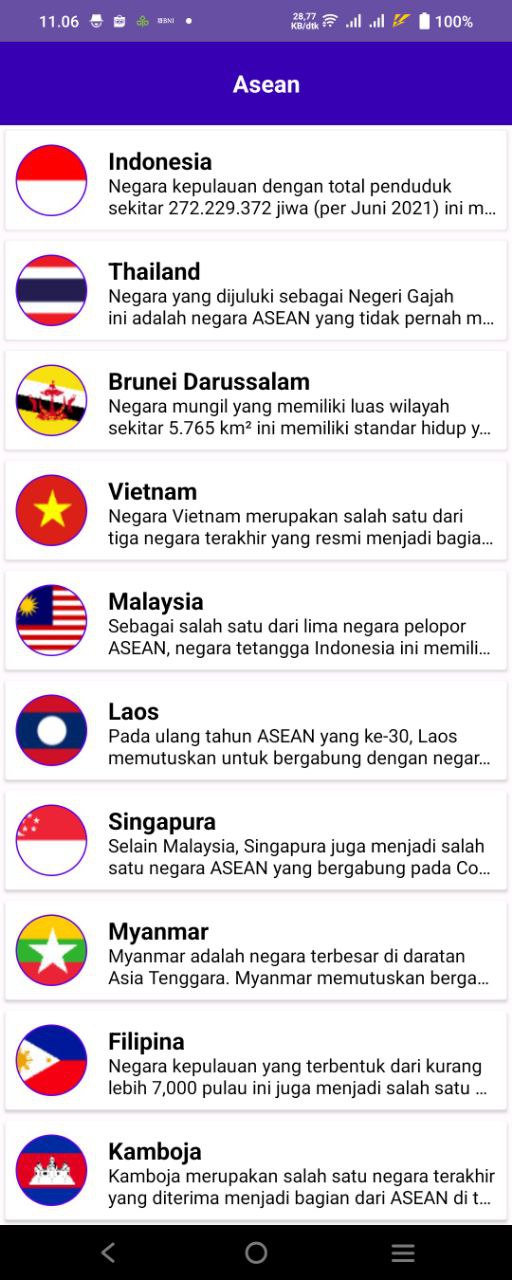 11.06 BNI 28,77 KB/dtk 100%
Asean
Indonesia
Negara kepulauan dengan total penduduk
sekitar 272.229.372 jiwa (per Juni 2021) ini m...
Thailand
Negara yang dijuluki sebagai Negeri Gajah
ini adalah negara ASEAN yang tidak pernah m...
Brunei Darussalam
Negara mungil yang memiliki luas wilayah
sekitar 5.765 km² ini memiliki standar hidup y...
Vietnam
Negara Vietnam merupakan salah satu dari
tiga negara terakhir yang resmi menjadi bagia...
Malaysia
Sebagai salah satu dari lima negara pelopor
ASEAN, negara tetangga Indonesia ini memili...
Laos
Pada ulang tahun ASEAN yang ke-30, Laos
memutuskan untuk bergabung dengan negar...
Singapura
Selain Malaysia, Singapura juga menjadi salah
satu negara ASEAN yang bergabung pada Co...
Myanmar
Myanmar adalah negara terbesar di daratan
Asia Tenggara. Myanmar memutuskan berga...
Filipina
Negara kepulauan yang terbentuk dari kurang
lebih 7,000 pulau ini juga menjadi salah satu ...
Kamboja
Kamboja merupakan salah satu negara terakhir
yang diterima menjadi bagian dari ASEAN di t...